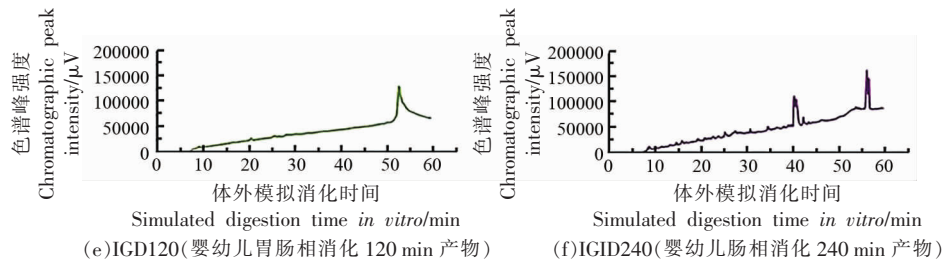 色谱峰强度
Chromatographic peak
intensity/μV
200000
150000
100000
50000
0
0 10 20 30 40 50 60
体外模拟消化时间
Simulated digestion time in vitro/min
(e)IGD120(婴幼儿胃肠相消化 120 min 产物)
色谱峰强度
Chromatographic peak
intensity/μV
200000
150000
100000
50000
0
0 10 20 30 40 50 60
体外模拟消化时间
Simulated digestion time in vitro/min
(f)IGID240(婴幼儿肠相消化 240 min 产物)